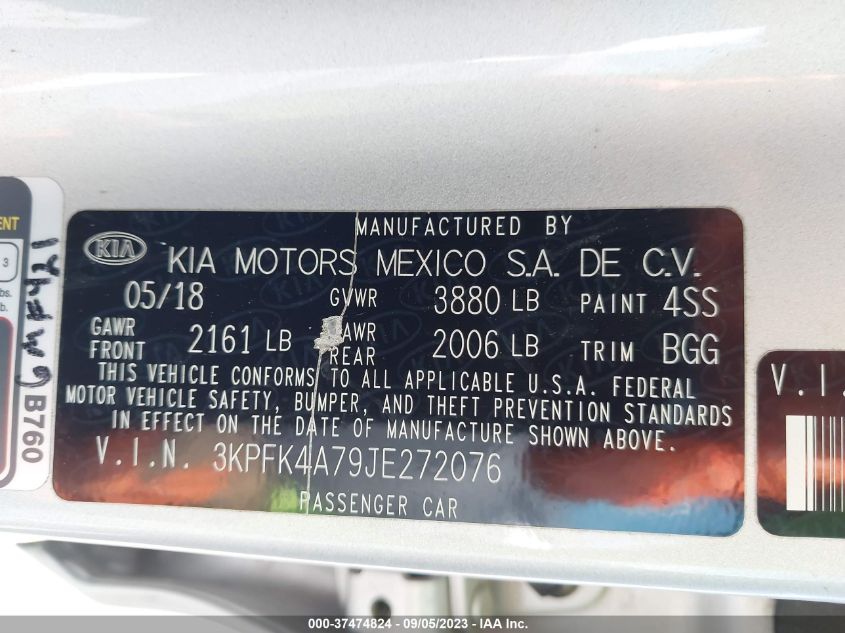 MANUFACTURED BY
KIA KIA MOTORS MEXICO S.A. DE C.V.
05/18 GVWR 3880 LB PAINT 4SS
GAWR FRONT 2161 LB AWR REAR 2006 LB TRIM BGG
THIS VEHICLE CONFORMS TO ALL APPLICABLE U.S.A. FEDERAL
MOTOR VEHICLE SAFETY, BUMPER, AND THEFT PREVENTION STANDARDS
IN EFFECT ON THE DATE OF MANUFACTURE SHOWN ABOVE.
V.I.N. 3KPFK4A79JE272076
PASSENGER CAR
3
B760
V.I.
000-37474824 / 09/05/2023 - IAA Inc.